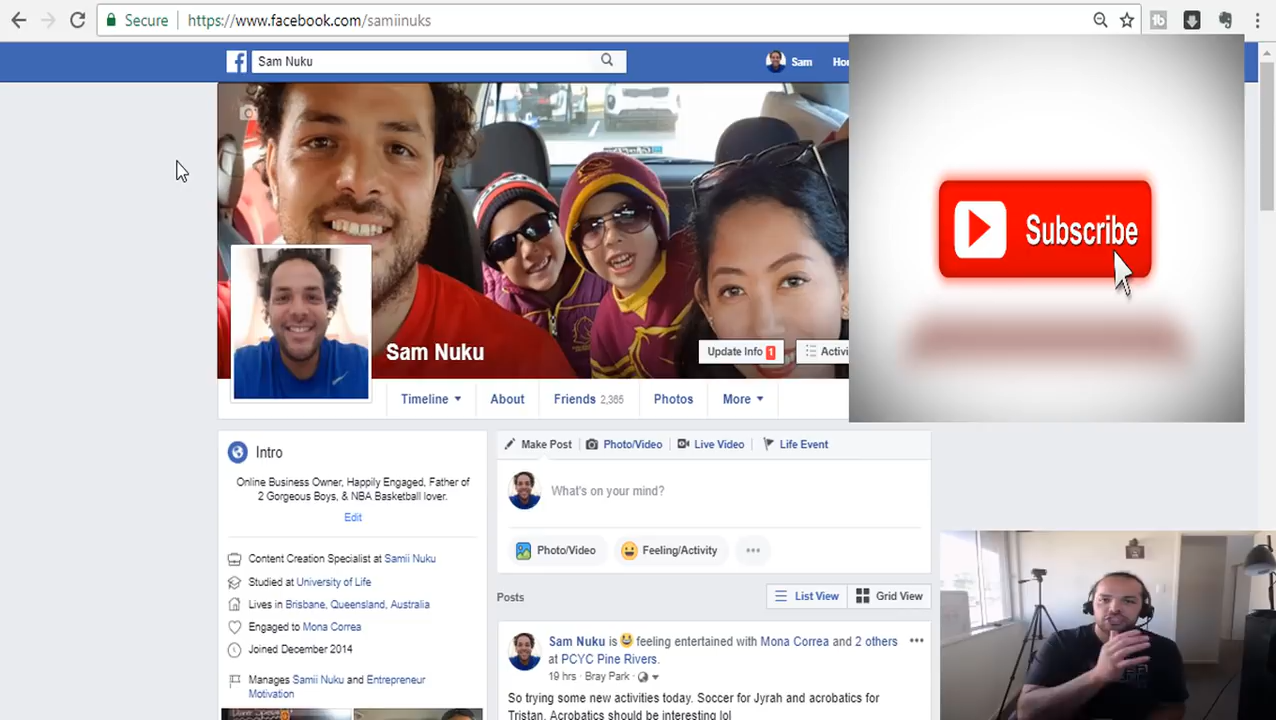 Secure
https://www.facebook.com/samiinuks
Sam Nuku
Sam
Hor
Subscribe
Sam Nuku
Update Info 1
Activi
Timeline
About
Friends 2,365
Photos
More
Intro
Online Business Owner, Happily Engaged, Father of
2 Gorgeous Boys, & NBA Basketball lover.
Edit
Content Creation Specialist at Samii Nuku
Studied at University of Life
Lives in Brisbane, Queensland, Australia
Engaged to Mona Correa
Joined December 2014
Manages Samii Nuku and Entrepreneur
Motivation
Make Post
Photo/Video
Live Video
Life Event
What's on your mind?
Photo/Video
Feeling/Activity
Posts
List View
Grid View
Sam Nuku is feeling entertained with Mona Correa and 2 others
at PCYC Pine Rivers.
19 hrs · Bray Park ·
So trying some new activities today. Soccer for Jyrah and acrobatics for
Tristan. Acrobatics should be interesting lol